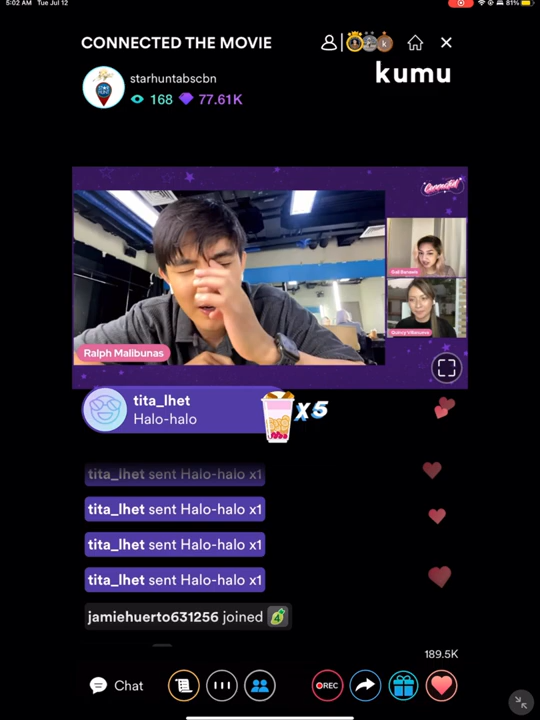 5:02 AM Tue Jul 12
81%
CONNECTED THE MOVIE
kumu
starhuntabscbn
168 77.61K
Connected
Ralph Malibunas
tita_lhet
Halo-halo
X5
tita_lhet sent Halo-halo x1
tita_lhet sent Halo-halo x1
tita_lhet sent Halo-halo x1
tita_lhet sent Halo-halo x1
jamiehuerto631256 joined 4
189.5K
Chat
REC